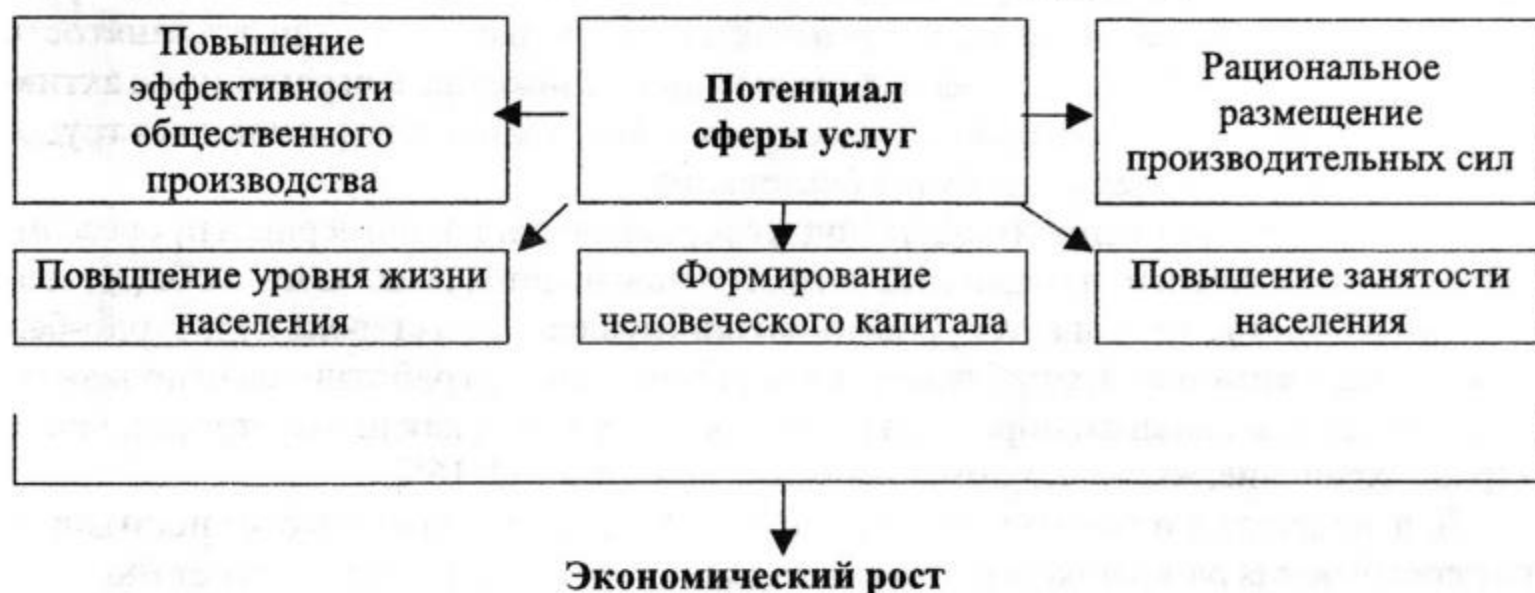 Повышение
эффективности
общественного
производства
Потенциал
сферы услуг
Рациональное
размещение
производительных сил
Повышение уровня жизни
населения
Формирование
человеческого капитала
Повышение занятости
населения
Экономический рост